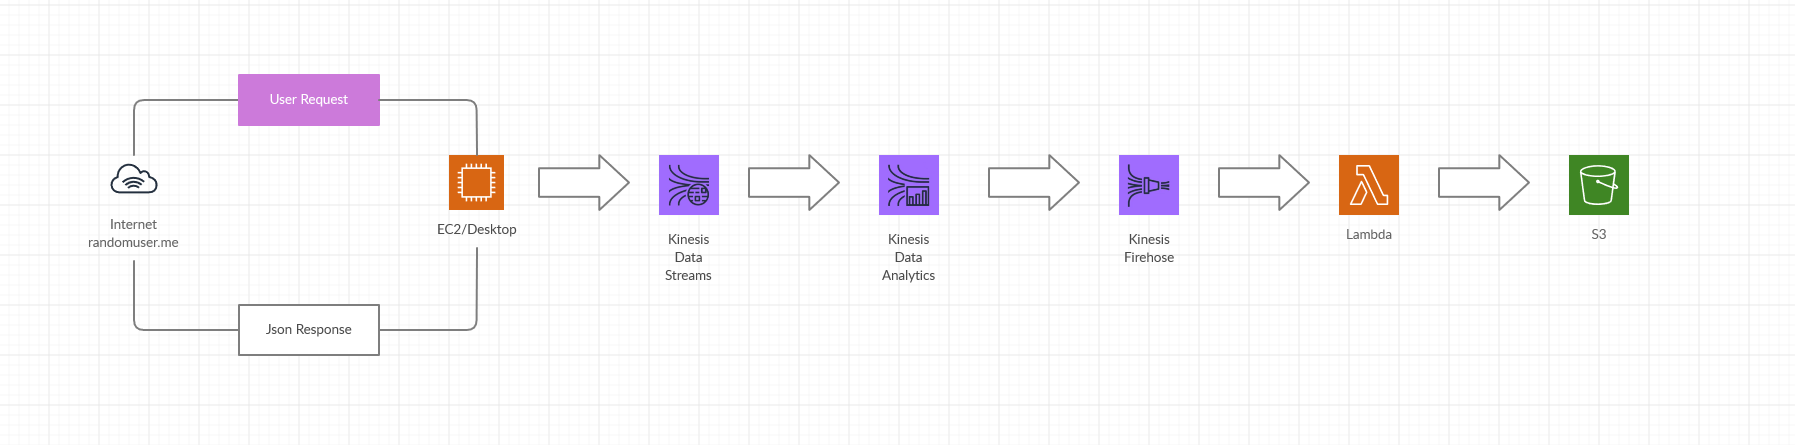 User Request
Internet
randomuser.me
EC2/Desktop
Json Response
Kinesis
Data
Streams
Kinesis
Data
Analytics
Kinesis
Firehose
Lambda
S3